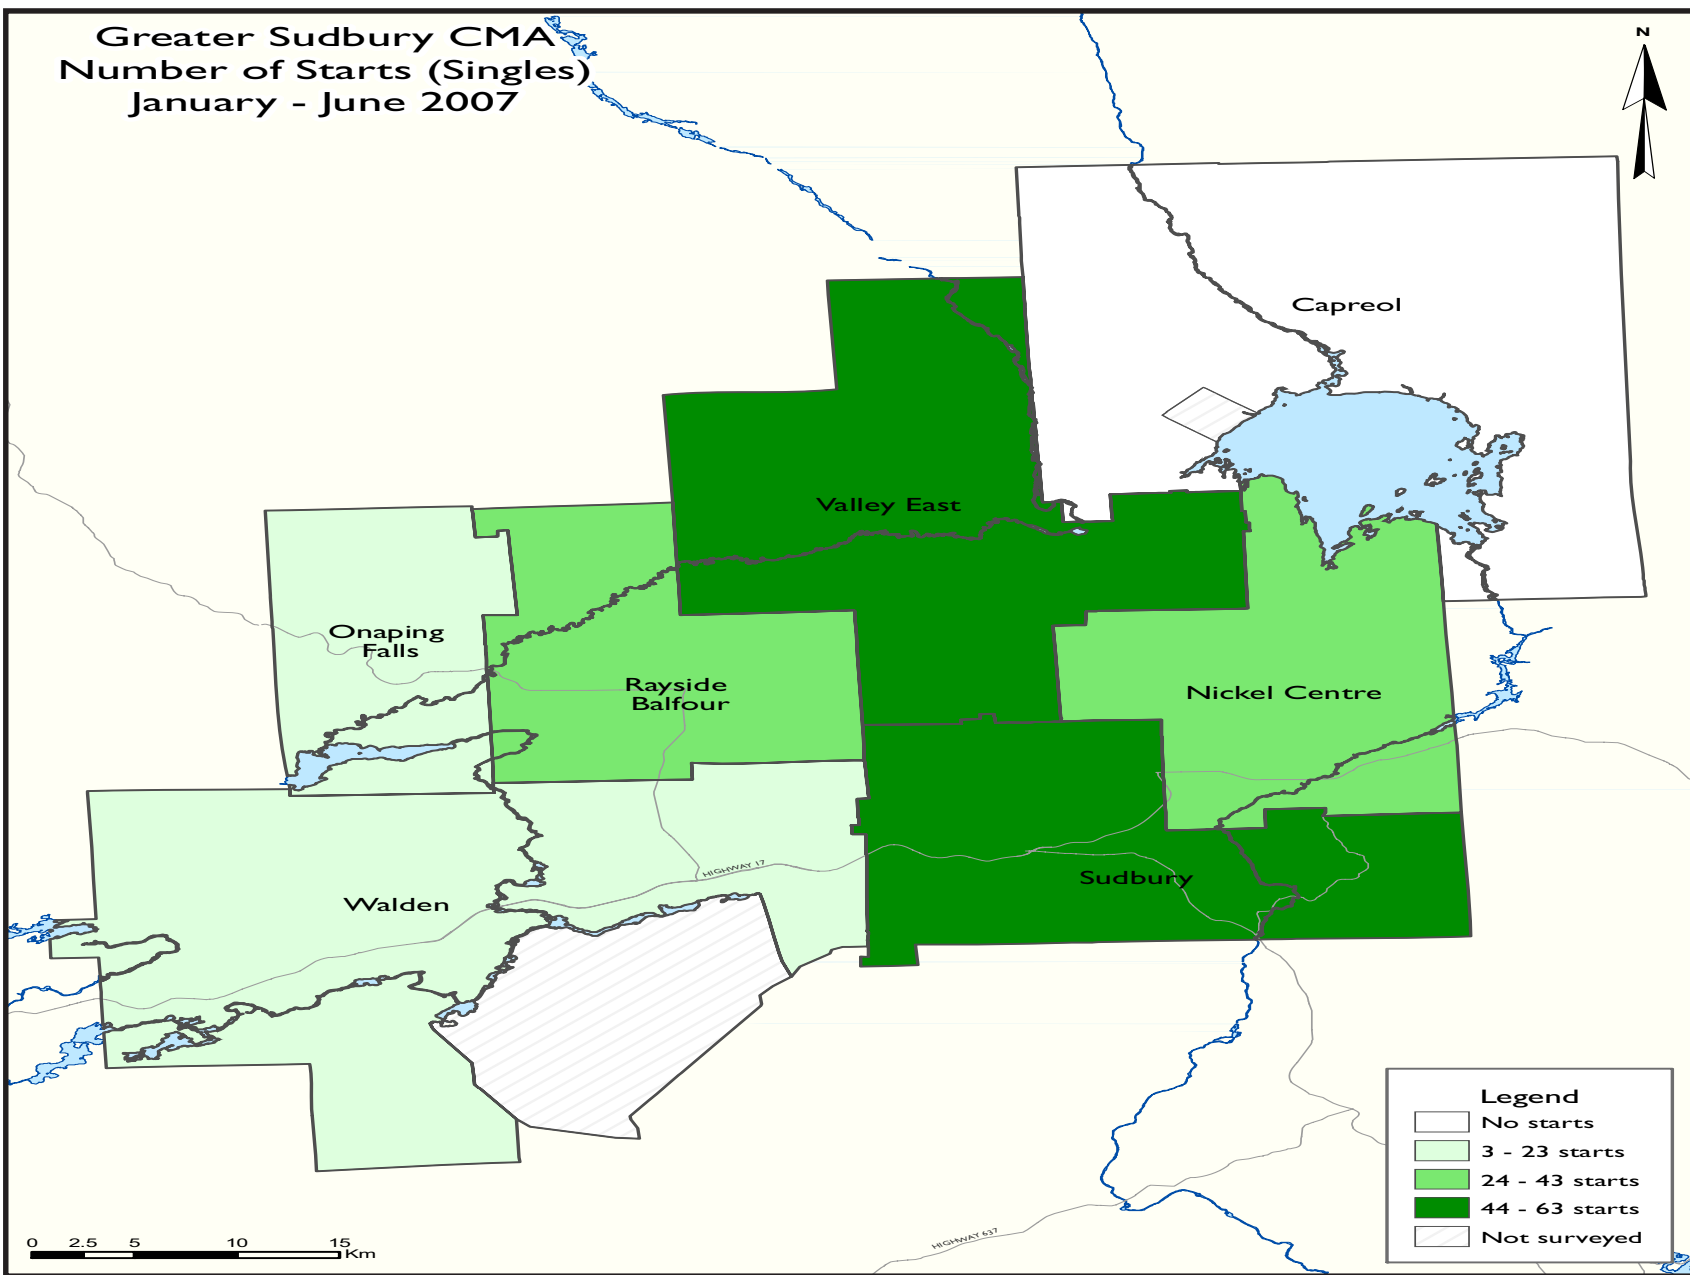 Greater Sudbury CMA
Number of Starts (Singles)
January - June 2007
N
Capreol
Valley East
Onaping
Falls
Rayside
Balfour
Nickel Centre
HIGHWAY 17
Sudbury
Walden
Legend
No starts
3 - 23 starts
24 - 43 starts
44 - 63 starts
Not surveyed
HIGHWAY 637
0 2.5 5 10 15
Km